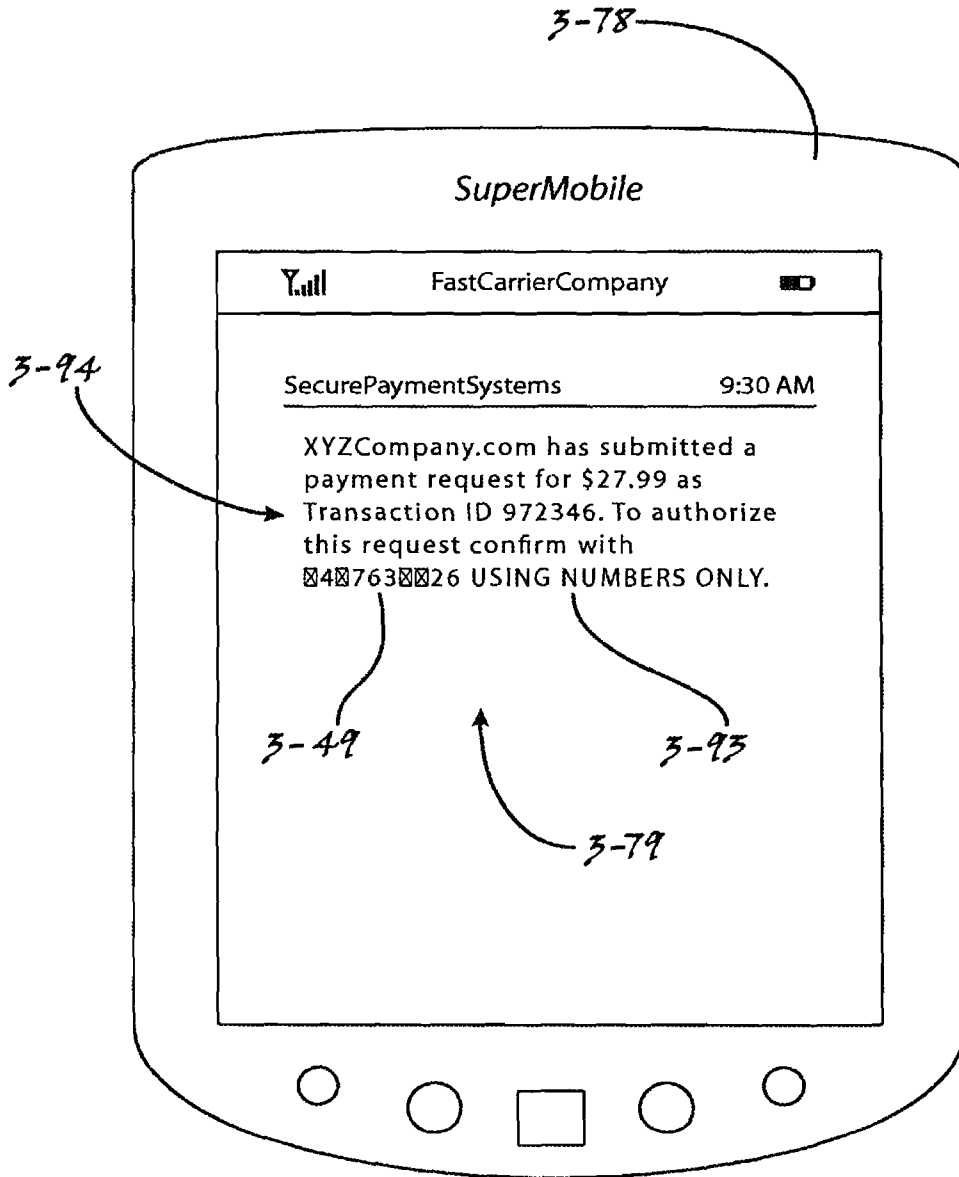 3-78
SuperMobile
FastCarrierCompany
3-94
SecurePaymentSystems 9:30 AM
XYZCompany.com has submitted a
payment request for $27.99 as
Transaction ID 972346. To authorize
this request confirm with
☒4☒763☒☒26 USING NUMBERS ONLY.
3-49
3-93
3-79